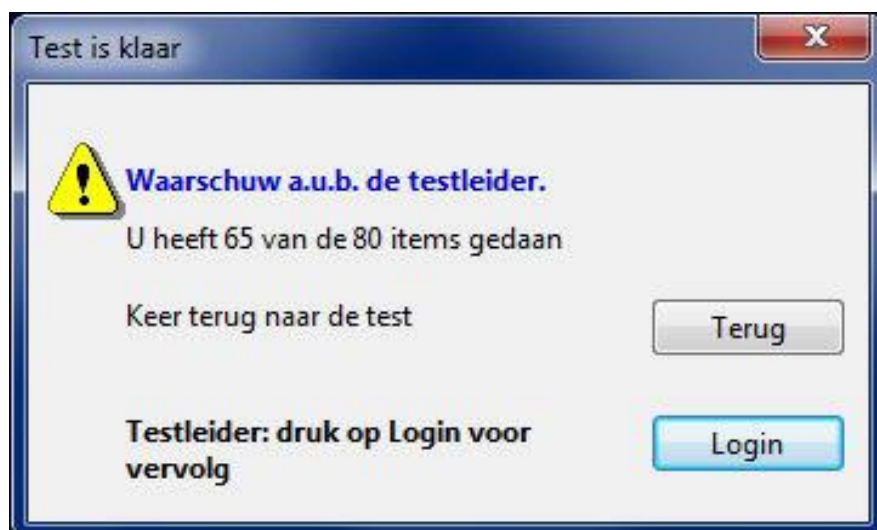 Test is klaar
Waarschuw a.u.b. de testleider.
U heeft 65 van de 80 items gedaan
Keer terug naar de test
Terug
Testleider: druk op Login voor
vervolg
Login